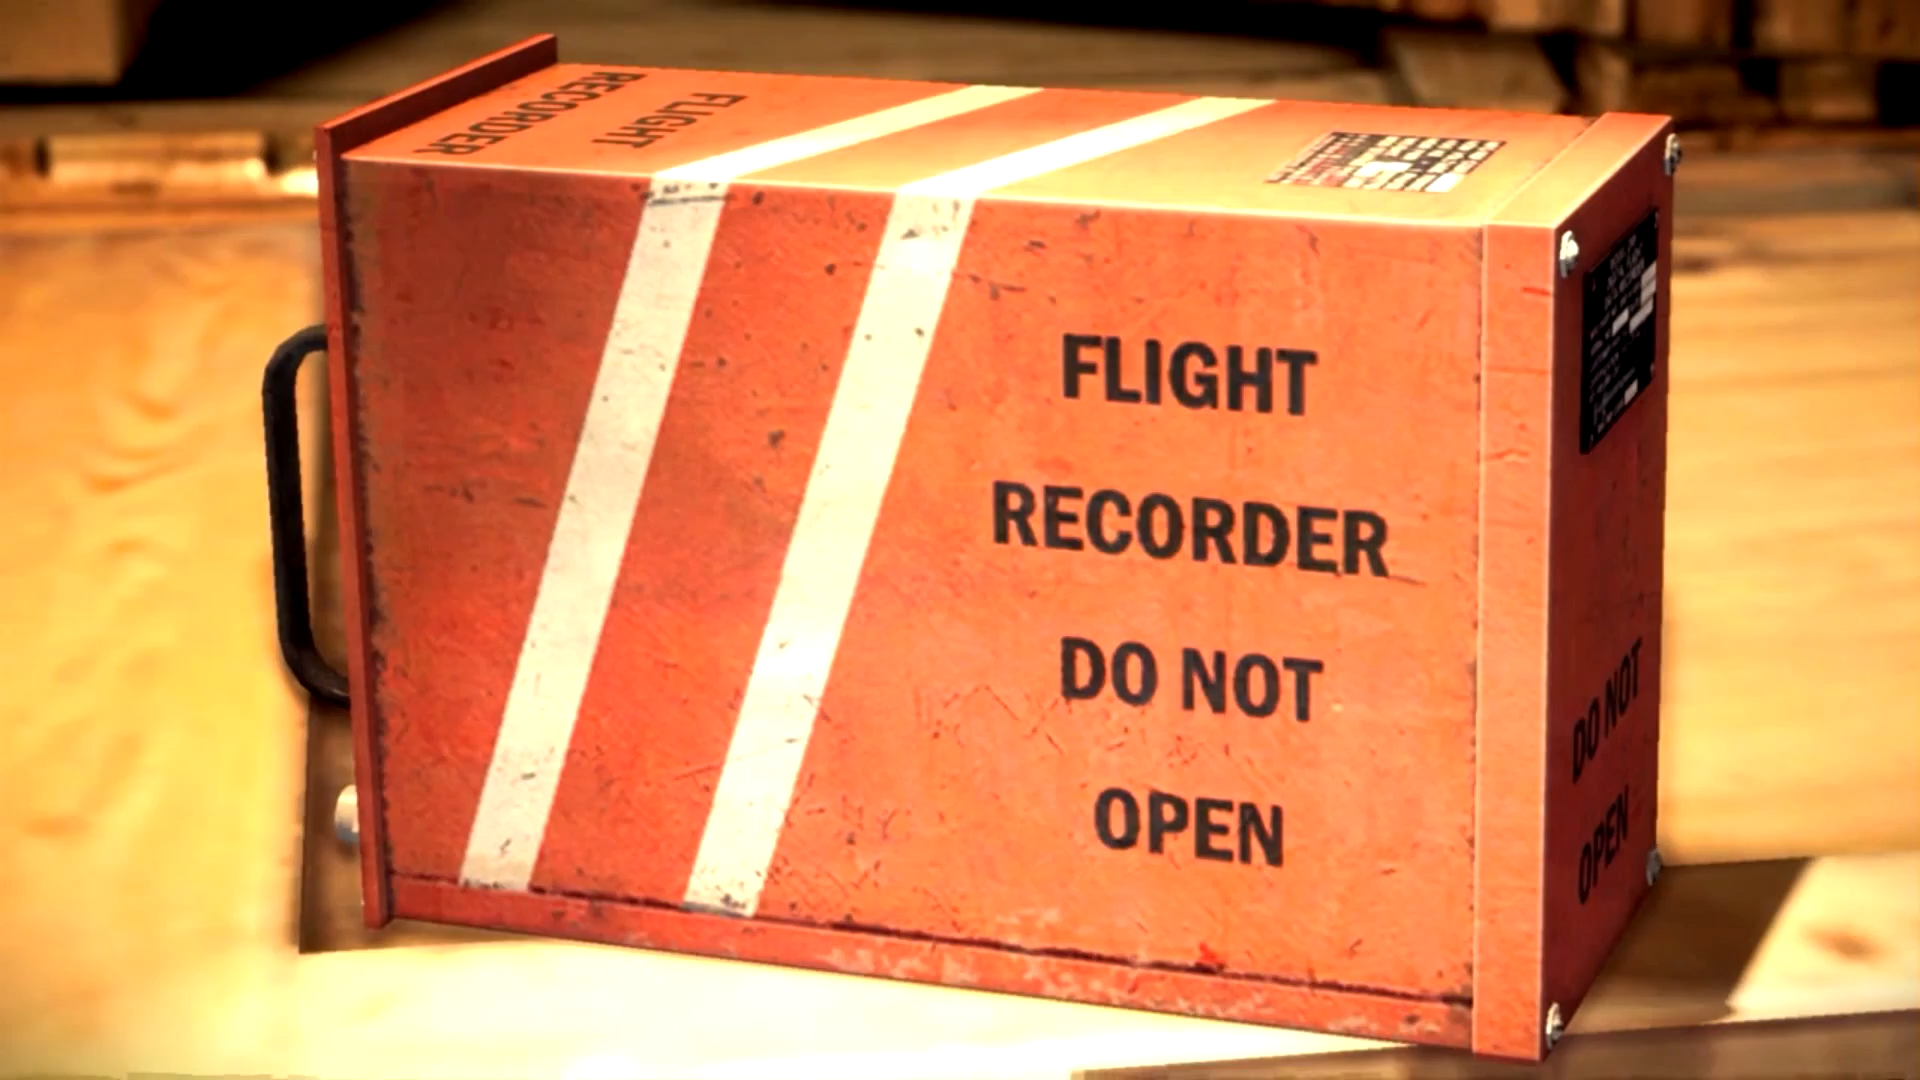 FLIGHT
RECORDER
FLIGHT
RECORDER
DO NOT
OPEN
DO NOT
OPEN